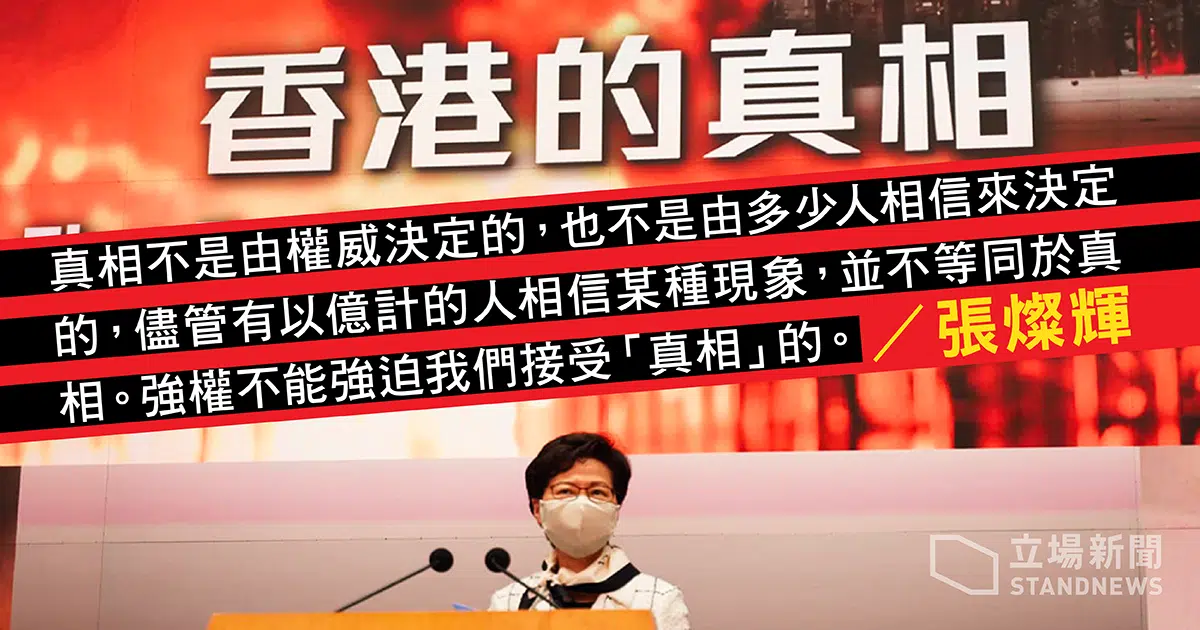 香港的真相
真相不是由權威決定的，也不是由多少人相信來決定
的，儘管有以億計的人相信某種現象，並不等同於真
相。強權不能強迫我們接受「真相」的。／張燦輝
立場新聞
STANDNEWS